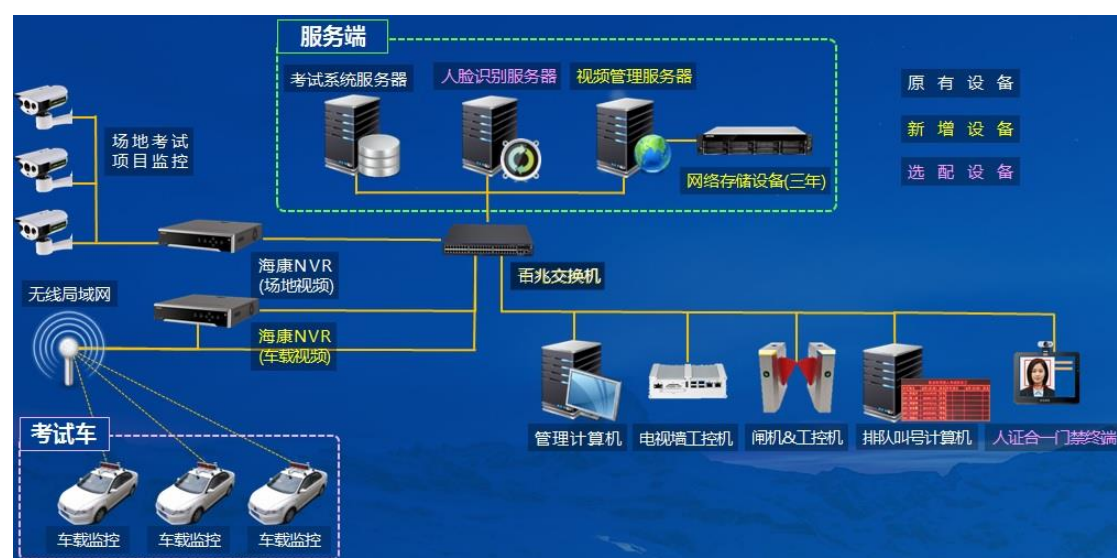 服务端
考试系统服务器
人脸识别服务器
视频管理服务器
网络存储设备(三年)
原有设备
新增设备
选配设备
场地考试
项目监控
海康NVR
(场地视频)
百兆交换机
无线局域网
海康NVR
(车载视频)
管理计算机
电视墙工控机
闸机&工控机
排队叫号计算机
人证合一门禁终端
考试车
车载监控
车载监控
车载监控